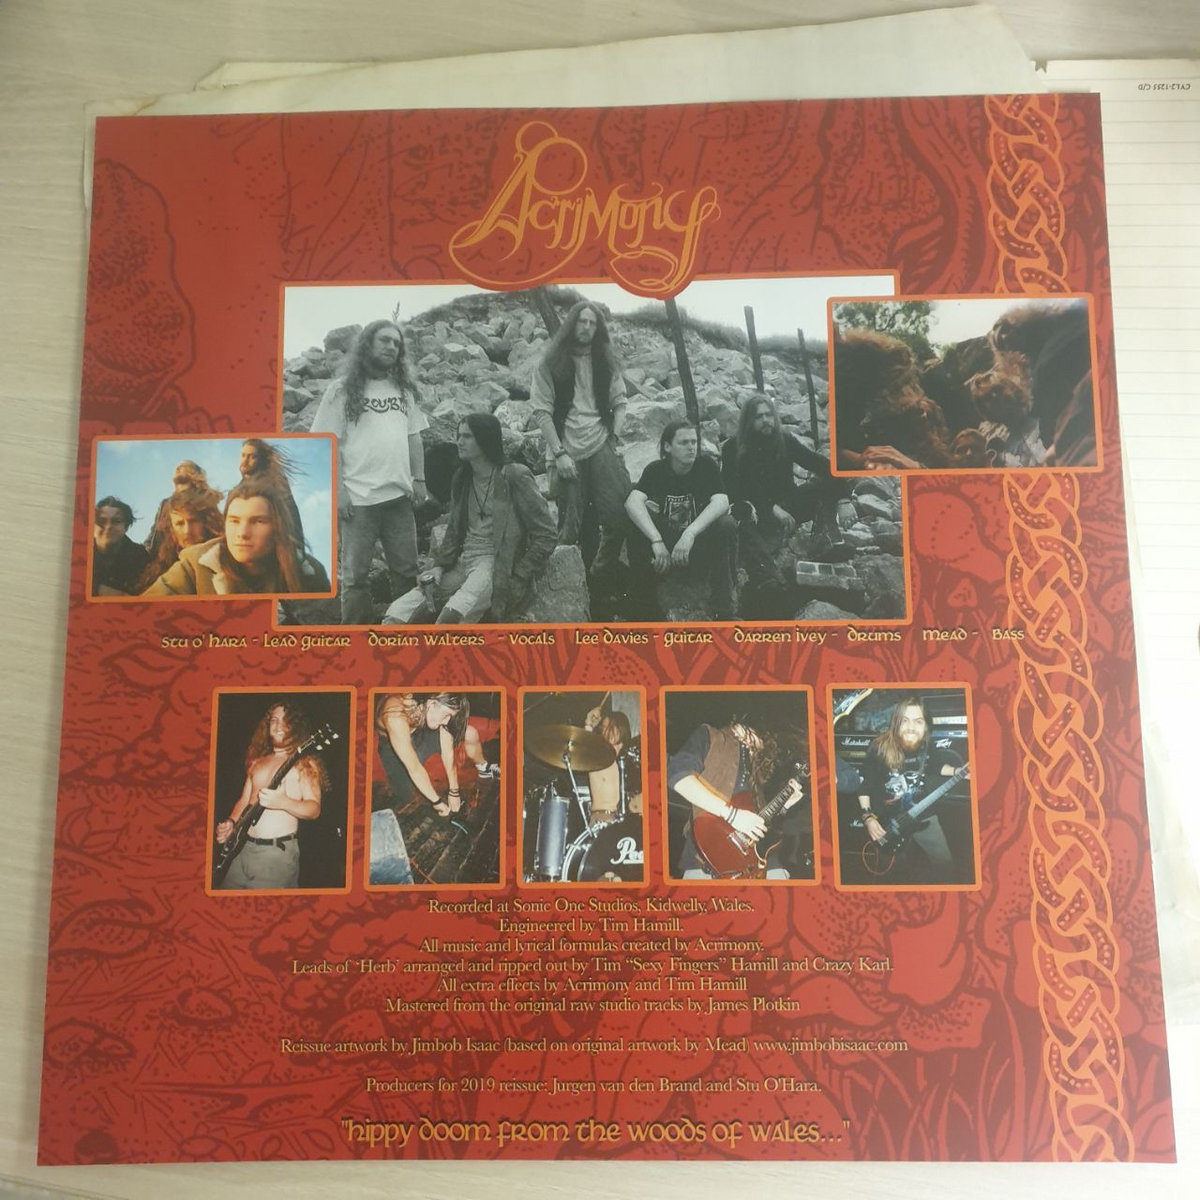 CYL2-1255 C/D
Acrimony
TROUBLE
Stu O'Hara - Lead Guitar Dorian Walters - Vocals Lee Davies - Guitar Darren Ivey - Drums Mead - Bass
Marshall
Peavey
Recorded at Sonic One Studios, Kidwelly, Wales.
Engineered by Tim Hamill.
All music and lyrical formulas created by Acrimony.
Leads of 'Herb' arranged and ripped out by Tim "Sexy Fingers" Hamill and Crazy Karl.
All extra effects by Acrimony and Tim Hamill
Mastered from the original raw studio tracks by James Plotkin
Reissue artwork by Jimbob Isaac (based on original artwork by Mead) www.jimbobisaac.com
Producers for 2019 reissue: Jurgen van den Brand and Stu O'Hara.
"hippy doom from the woods of wales..."